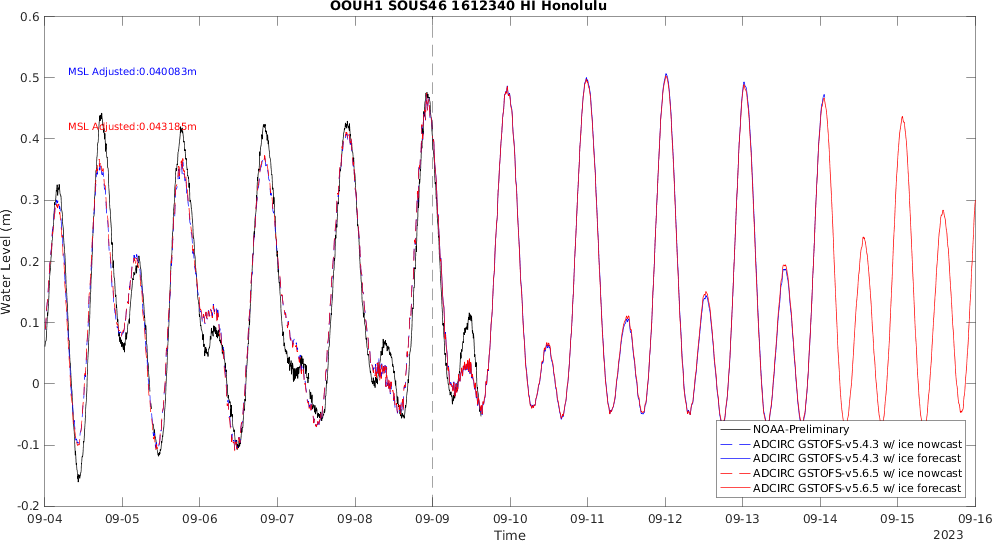 OOUH1 SOUS46 1612340 HI Honolulu
0.6
0.5
0.4
0.3
0.2
0.1
0
-0.1
-0.2
Water Level (m)
MSL Adjusted:0.040083m
MSL Adjusted:0.043185m
NOAA-Preliminary
ADCIRC GSTOFS-v5.4.3 w/ ice nowcast
ADCIRC GSTOFS-v5.4.3 w/ ice forecast
ADCIRC GSTOFS-v5.6.5 w/ ice nowcast
ADCIRC GSTOFS-v5.6.5 w/ ice forecast
09-04 09-05 09-06 09-07 09-08 09-09 09-10 09-11 09-12 09-13 09-14 09-15 09-16
Time
2023